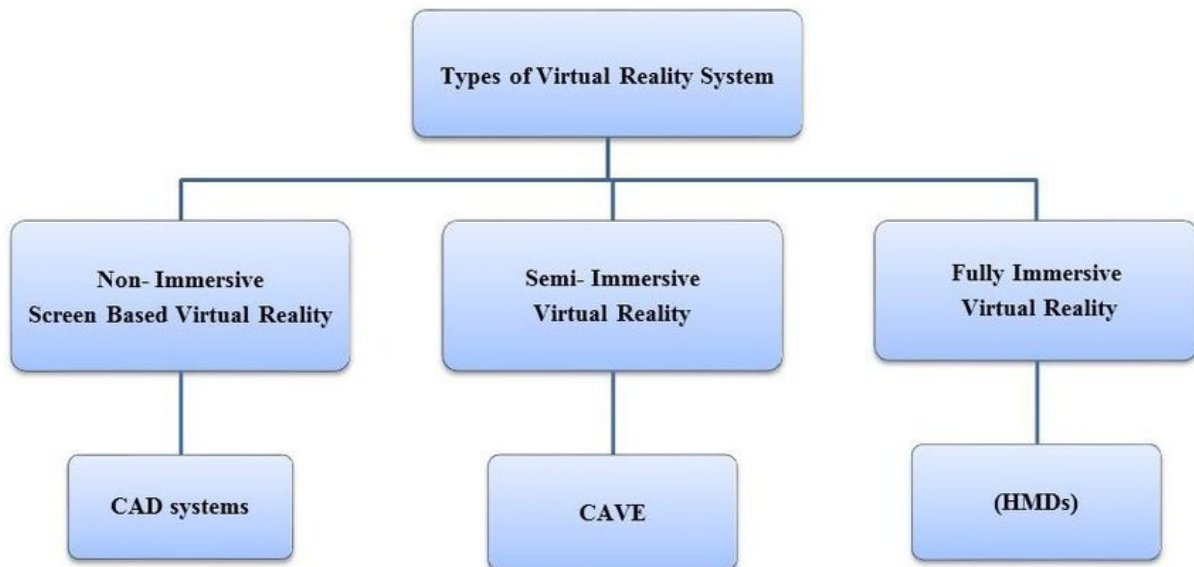 Types of Virtual Reality System
Non- Immersive
Screen Based Virtual Reality
Semi- Immersive
Virtual Reality
Fully Immersive
Virtual Reality
CAD systems
CAVE
(HMDs)